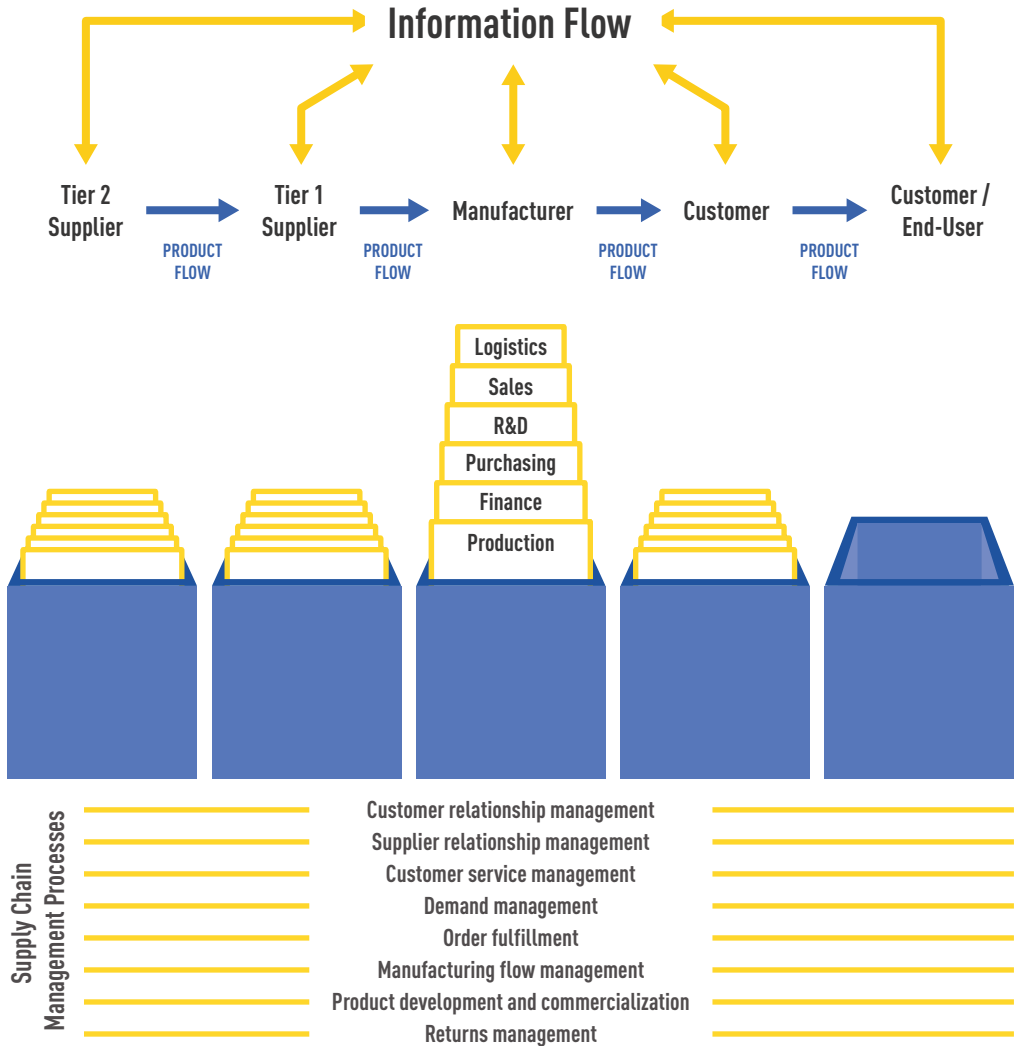 Information Flow
Tier 2
Supplier
Tier 1
Supplier
Manufacturer
Customer
Customer /
End-User
PRODUCT
FLOW
PRODUCT
FLOW
PRODUCT
FLOW
PRODUCT
FLOW
Logistics
Sales
R&D
Purchasing
Finance
Production
Supply Chain
Management Processes
Customer relationship management
Supplier relationship management
Customer service management
Demand management
Order fulfillment
Manufacturing flow management
Product development and commercialization
Returns management